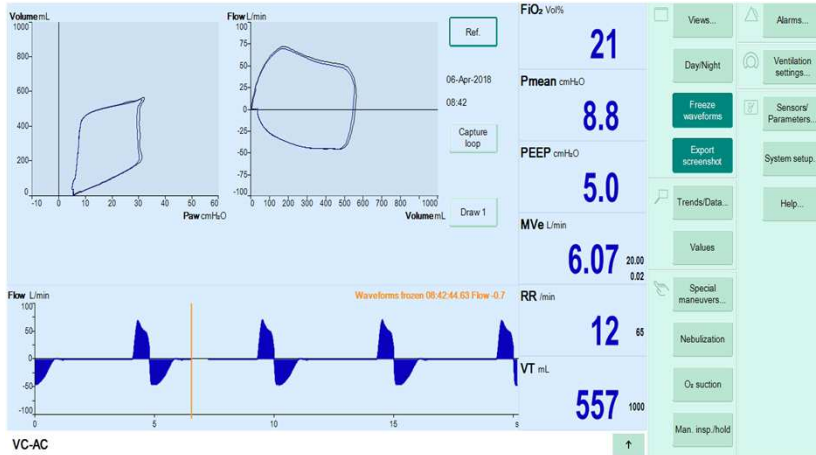 Volume mL
1000
800
600
400
200
0
-10 0 10 20 30 40 50 60
Paw cmH₂O
Flow L/min
100
75
50
25
0
-25
-50
-75
-100
0 100 200 300 400 500 600 700 800 1000
Volume mL
Ref.
06-Apr-2018
08:42
Capture
loop
Draw 1
FiO₂ Vol%
21
Pmean cmH₂O
8.8
PEEP cmH₂O
5.0
MVe L/min
6.07
20.00
0.02
RR /min
12
65
VT mL
557
1000
Flow L/min
Waveforms frozen 08:42:44.63 Flow -0.7
100
50
0
-50
-100
0 5 10 15 s
VC-AC
Views...
Day/Night
Freeze
waveforms
Export
screenshot
Trends/Data...
Values
Special
maneuvers...
Nebulization
O₂ suction
Man. insp./hold
Alarms...
Ventilation
settings...
Sensors/
Parameters...
System setup.
Help...